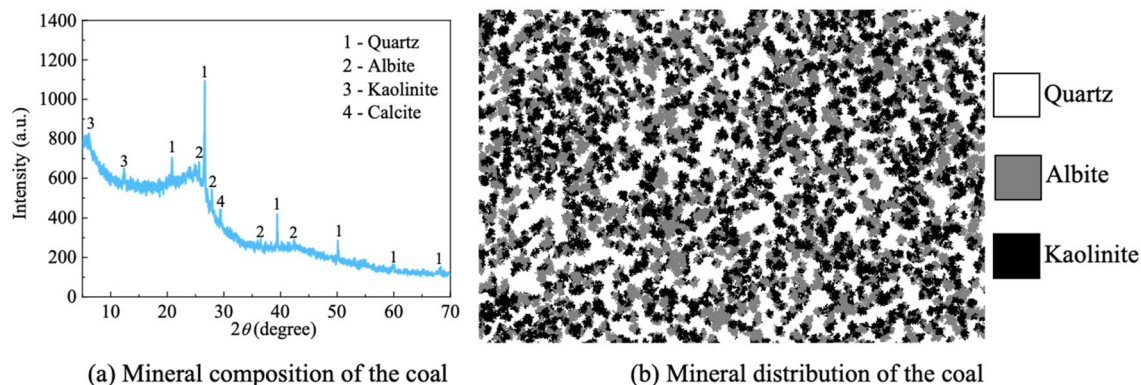 1400
1200
1000
800
600
400
200
0
Intensity (a.u.)
10 20 30 40 50 60 70
2θ (degree)
1 - Quartz
2 - Albite
3 - Kaolinite
4 - Calcite
3
3
1
2
1
2
4
2
1
2
1
1
1
(a) Mineral composition of the coal
Quartz
Albite
Kaolinite
(b) Mineral distribution of the coal